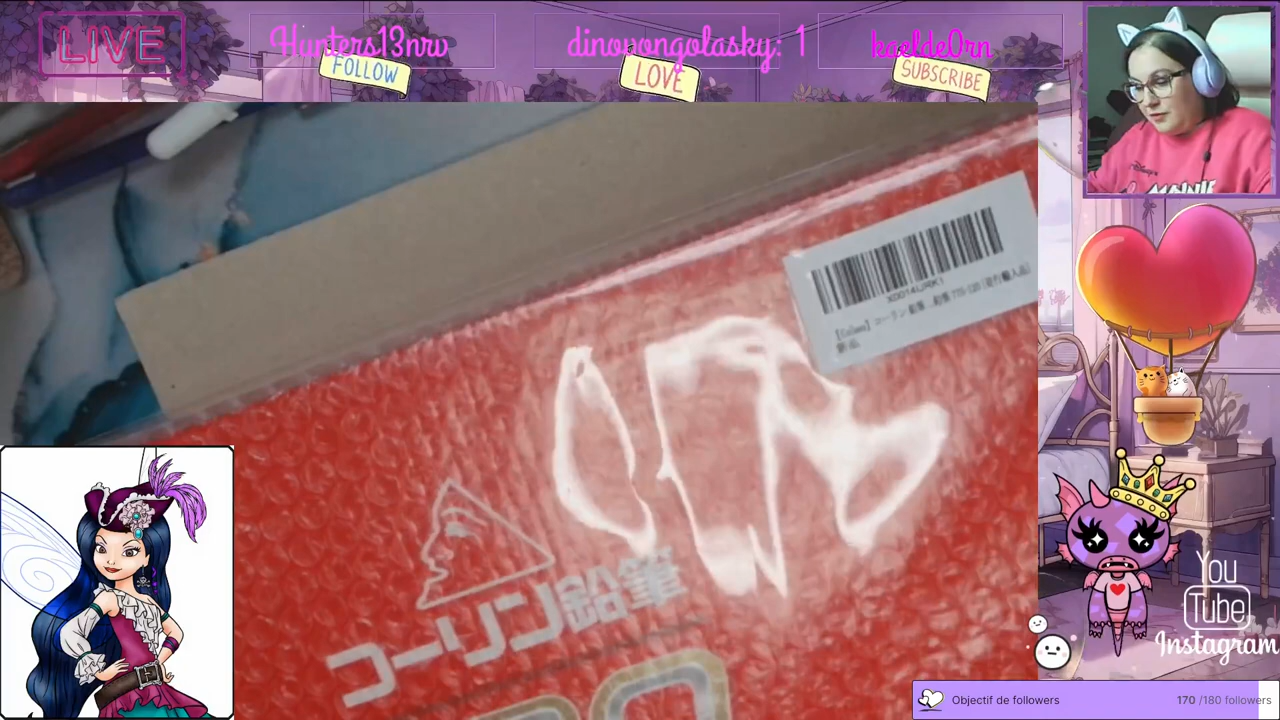 LIVE
Hunters13nrv
FOLLOW
dinovongolasky: 1
LOVE
kaelde0rn
SUBSCRIBE
コーリン鉛筆
You
Tube
Instagram
Objectif de followers
170 /180 followers